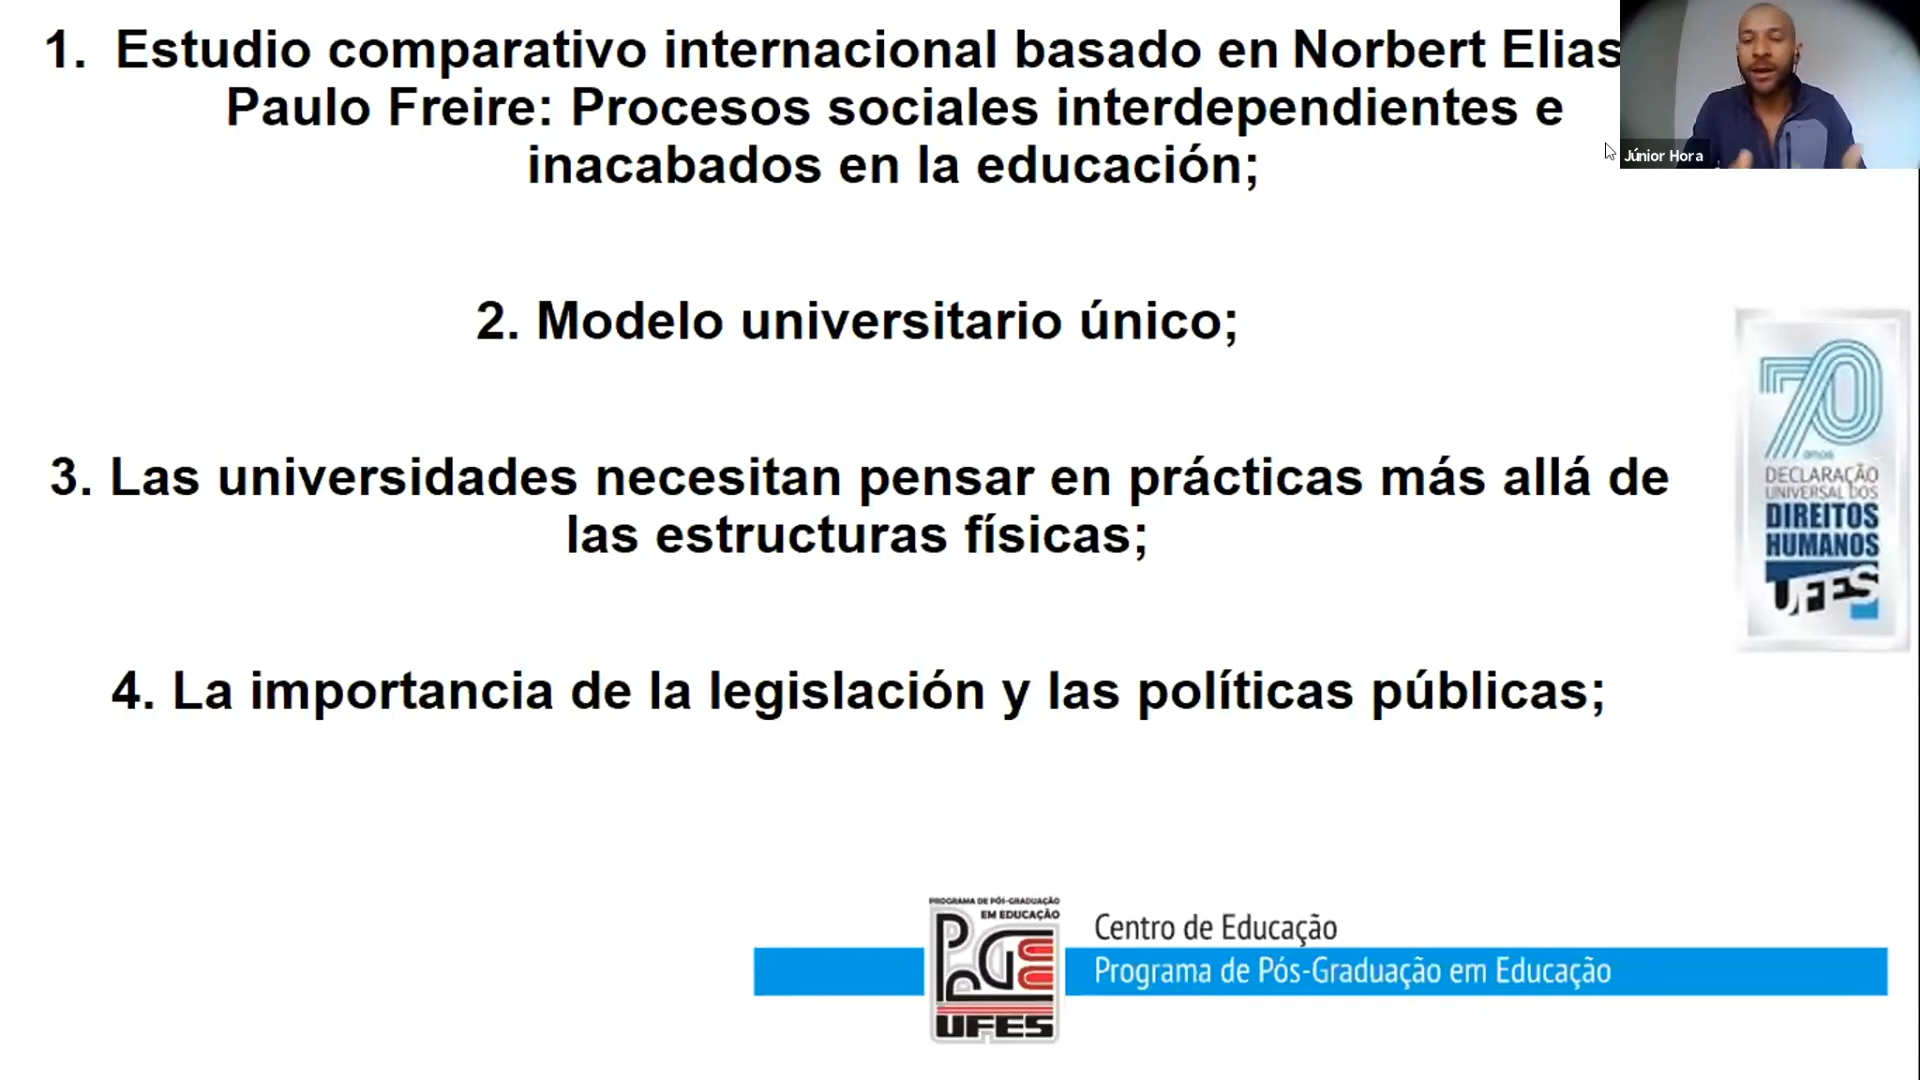 1. Estudio comparativo internacional basado en Norbert Elias
Paulo Freire: Procesos sociales interdependientes e
inacabados en la educación;
Júnior Hora
2. Modelo universitario único;
3. Las universidades necesitan pensar en prácticas más allá de
las estructuras físicas;
4. La importancia de la legislación y las políticas públicas;
70
anos
DECLARAÇÃO
UNIVERSAL DOS
DIREITOS
HUMANOS
UFES
PROGRAMA DE PÓS-GRADUAÇÃO
EM EDUCAÇÃO
PPGE
UFES
Centro de Educação
Programa de Pós-Graduação em Educação